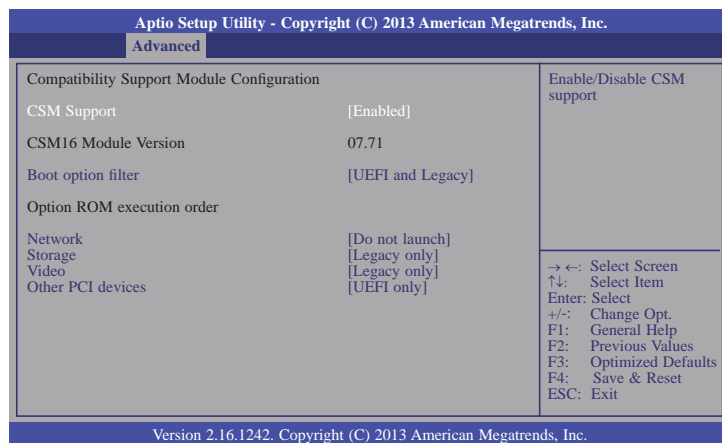 Aptio Setup Utility - Copyright (C) 2013 American Megatrends, Inc.
Advanced
Compatibility Support Module Configuration
CSM Support [Enabled]
CSM16 Module Version 07.71
Boot option filter [UEFI and Legacy]
Option ROM execution order
Network [Do not launch]
Storage [Legacy only]
Video [Legacy only]
Other PCI devices [UEFI only]
Enable/Disable CSM
support
→←: Select Screen
↑↓: Select Item
Enter: Select
+/-: Change Opt.
F1: General Help
F2: Previous Values
F3: Optimized Defaults
F4: Save & Reset
ESC: Exit
Version 2.16.1242. Copyright (C) 2013 American Megatrends, Inc.